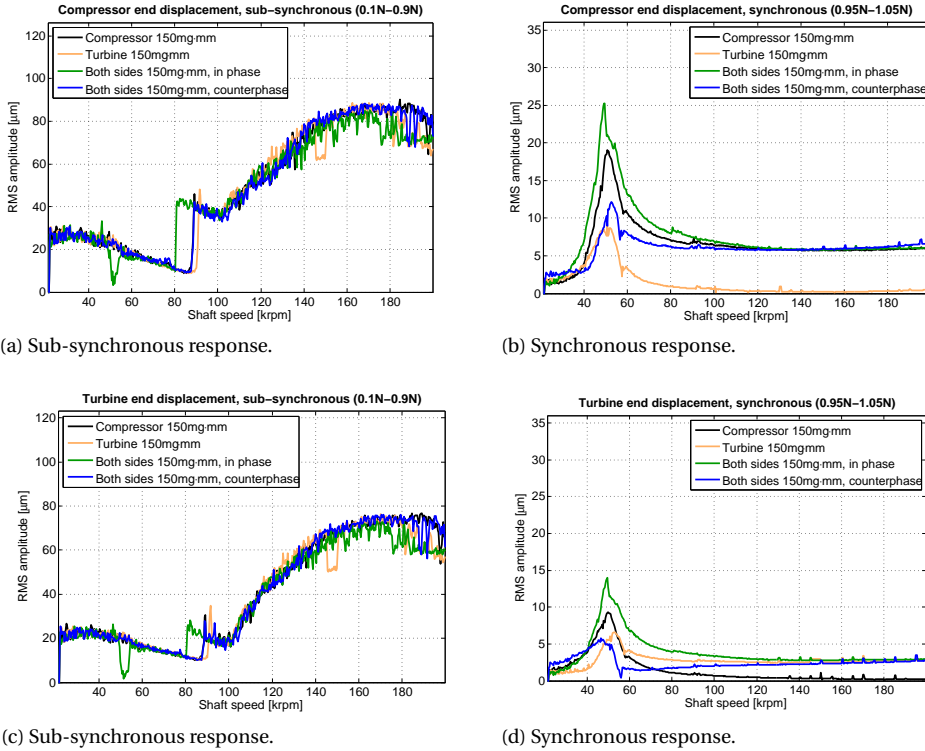 Compressor end displacement, sub−synchronous (0.1N−0.9N)
120
100
80
60
40
20
0
RMS amplitude [µm]
Compressor 150mg·mm
Turbine 150mg·mm
Both sides 150mg·mm, in phase
Both sides 150mg·mm, counterphase
40 60 80 100 120 140 160 180
Shaft speed [krpm]
(a) Sub-synchronous response.
Compressor end displacement, synchronous (0.95N−1.05N)
35
30
25
20
15
10
5
0
RMS amplitude [µm]
Compressor 150mg·mm
Turbine 150mg·mm
Both sides 150mg·mm, in phase
Both sides 150mg·mm, counterphase
40 60 80 100 120 140 160 180
Shaft speed [krpm]
(b) Synchronous response.
Turbine end displacement, sub−synchronous (0.1N−0.9N)
120
100
80
60
40
20
0
RMS amplitude [µm]
Compressor 150mg·mm
Turbine 150mg·mm
Both sides 150mg·mm, in phase
Both sides 150mg·mm, counterphase
40 60 80 100 120 140 160 180
Shaft speed [krpm]
(c) Sub-synchronous response.
Turbine end displacement, synchronous (0.95N−1.05N)
35
30
25
20
15
10
5
0
RMS amplitude [µm]
Compressor 150mg·mm
Turbine 150mg·mm
Both sides 150mg·mm, in phase
Both sides 150mg·mm, counterphase
40 60 80 100 120 140 160 180
Shaft speed [krpm]
(d) Synchronous response.